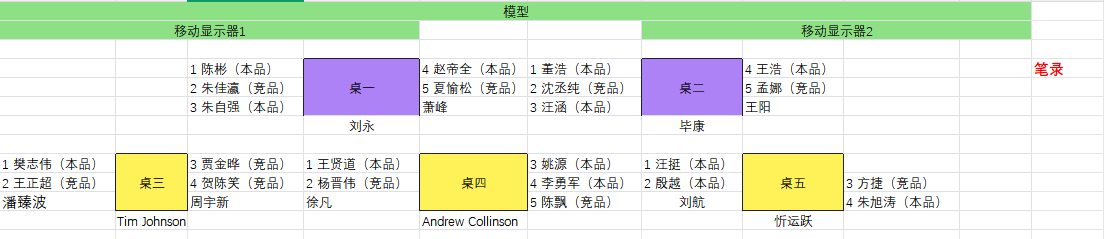 模型
移动显示器1 移动显示器2
1 陈彬（本品） 4 赵帝全（本品） 1 董浩（本品） 4 王浩（本品） 笔录
2 朱佳瀛（竞品） 桌一 5 夏愉松（竞品） 2 沈丞纯（竞品） 桌二 5 孟娜（竞品）
3 朱自强（本品） 萧峰 3 汪涵（本品） 王阳
刘永 毕康
1 樊志伟（本品） 3 贾金晔（竞品） 1 王贤道（本品） 3 姚源（本品） 1 汪挺（本品）
2 王正超（竞品） 桌三 4 贺陈笑（竞品） 2 杨晋伟（竞品） 桌四 4 李勇军（本品） 2 殷越（本品） 桌五 3 方捷（竞品）
潘臻波 周宇新 徐凡 5 陈飘（竞品） 刘航 4 朱旭涛（本品）
Tim Johnson Andrew Collinson 忻运跃